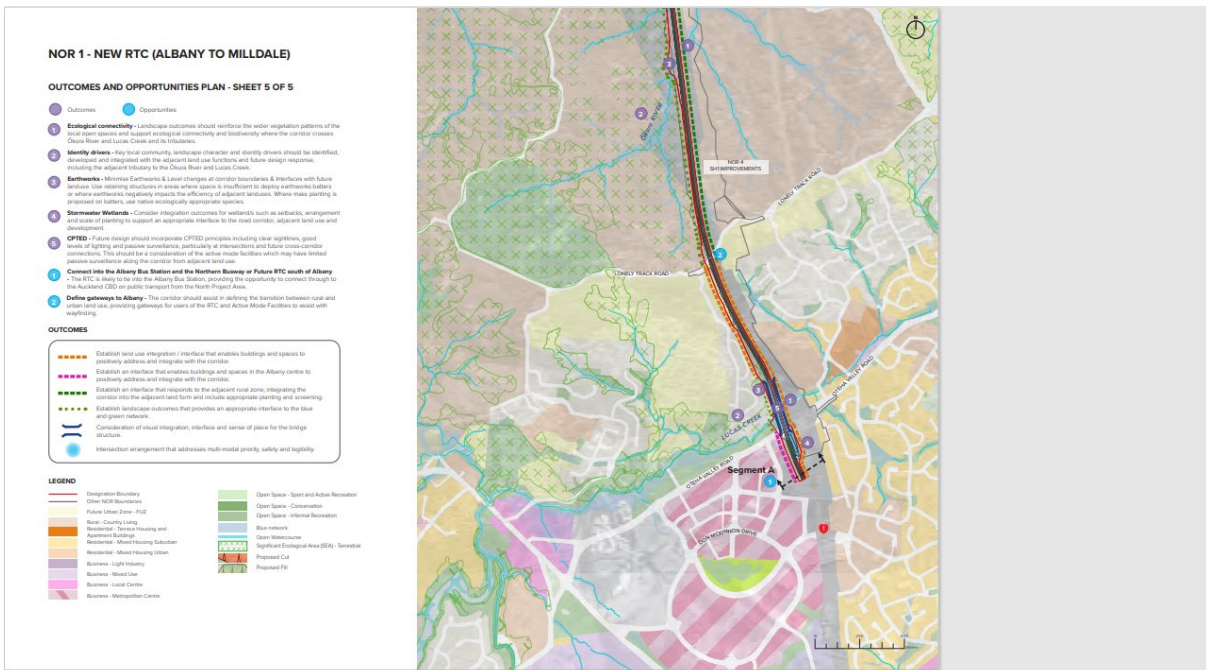 NOR 1 - NEW RTC (ALBANY TO MILLDALE)
OUTCOMES AND OPPORTUNITIES PLAN - SHEET 5 OF 5
Outcomes
Opportunities
1 Ecological connectivity - Landscape outcomes should reinforce the wider vegetation patterns of the
local open spaces and support ecological connectivity and biodiversity where the corridor crosses
Ōkura River and Lucas Creek and its tributaries.
2 Identity drivers - Key local community, landscape character and identity drivers should be identified,
developed and integrated with the adjacent land use functions and future design response,
including the adjacent tributary to the Ōkura River and Lucas Creek.
3 Earthworks - Minimise Earthworks & Level changes at corridor boundaries & Interfaces with future
landuse. Use retaining structures in areas where space is insufficient to deploy earthworks batters
or where earthworks negatively impacts the efficiency of adjacent landuses. Where mass planting is
proposed on batters, use native ecologically appropriate species.
4 Stormwater Wetlands - Consider integration outcomes for wetland/s such as setbacks, arrangement
and scale of planting to support an appropriate interface to the road corridor, adjacent land use and
development.
5 CPTED - Future design should incorporate CPTED principles including clear sightlines, good
levels of lighting and passive surveillance, particularly at intersections and future cross-corridor
connections. This should be a consideration of the active mode facilities which may have limited
passive surveillance along the corridor from adjacent land use.
1 Connect into the Albany Bus Station and the Northern Busway or Future RTC south of Albany
- The RTC is likely to tie into the Albany Bus Station, providing the opportunity to connect through to
the Auckland CBD on public transport from the North Project Area.
2 Define gateways to Albany - The corridor should assist in defining the transition between rural and
urban land use, providing gateways for users of the RTC and Active Mode Facilities to assist with
wayfinding.
OUTCOMES
Establish land use integration / interface that enables buildings and spaces to
positively address and integrate with the corridor.
Establish an interface that enables buildings and spaces in the Albany centre to
positively address and integrate with the corridor.
Establish an interface that responds to the adjacent rural zone, integrating the
corridor into the adjacent land form and include appropriate planting and screening.
Establish landscape outcomes that provides an appropriate interface to the blue
and green network.
Consideration of visual integration, interface and sense of place for the bridge
structure.
Intersection arrangement that addresses multi-modal priority, safety and legibility.
LEGEND
Designation Boundary
Other NOR Boundaries
Future Urban Zone - FUZ
Rural - Country Living
Residential - Terrace Housing and
Apartment Buildings
Residential - Mixed Housing Suburban
Residential - Mixed Housing Urban
Business - Light Industry
Business - Mixed Use
Business - Local Centre
Business - Metropolitan Centre
Open Space - Sport and Active Recreation
Open Space - Conservation
Open Space - Informal Recreation
Blue network
Open Watercourse
Significant Ecological Area (SEA) - Terrestrial
Proposed Cut
Proposed Fill
1
3
2
ŌKURA RIVER
NOR 4
SH1 IMPROVEMENTS
LONELY TRACK ROAD
2
LONELY TRACK ROAD
OTEHA VALLEY ROAD
3
1
5
2
LUCAS CREEK
4
OTEHA VALLEY ROAD
Segment A
1
DON MCKINNON DRIVE
1